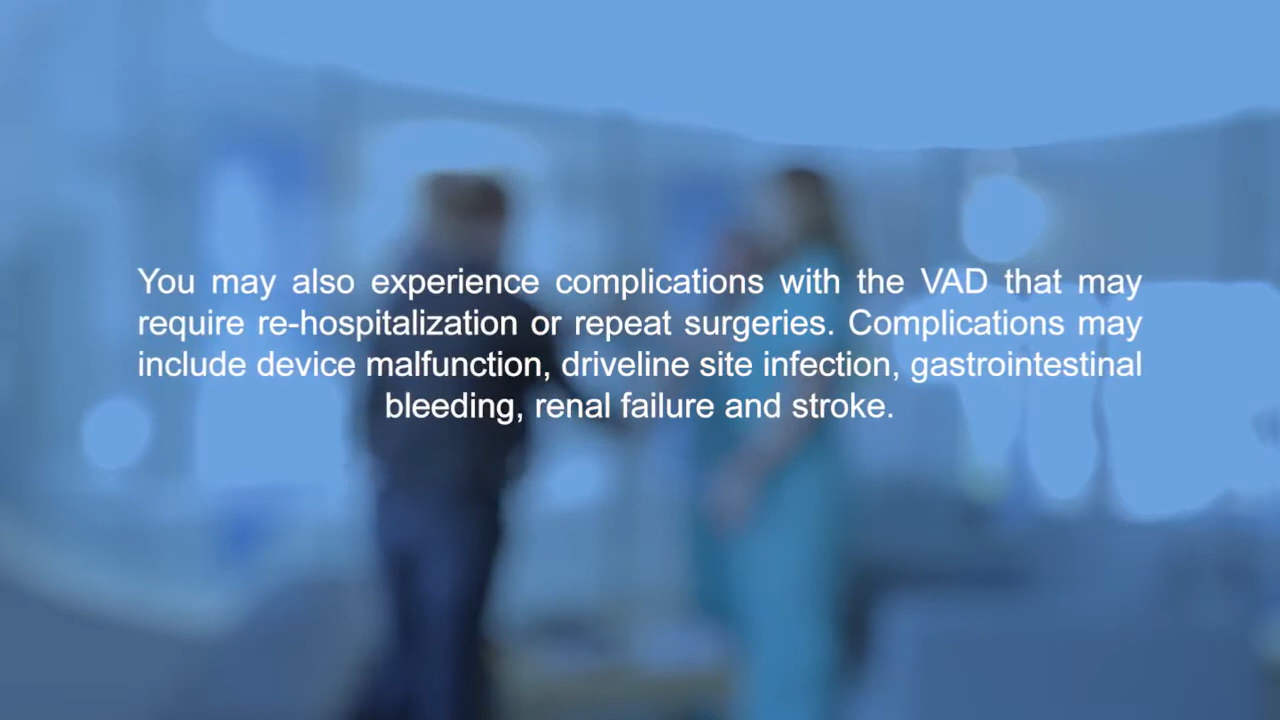 You may also experience complications with the VAD that may
require re-hospitalization or repeat surgeries. Complications may
include device malfunction, driveline site infection, gastrointestinal
bleeding, renal failure and stroke.